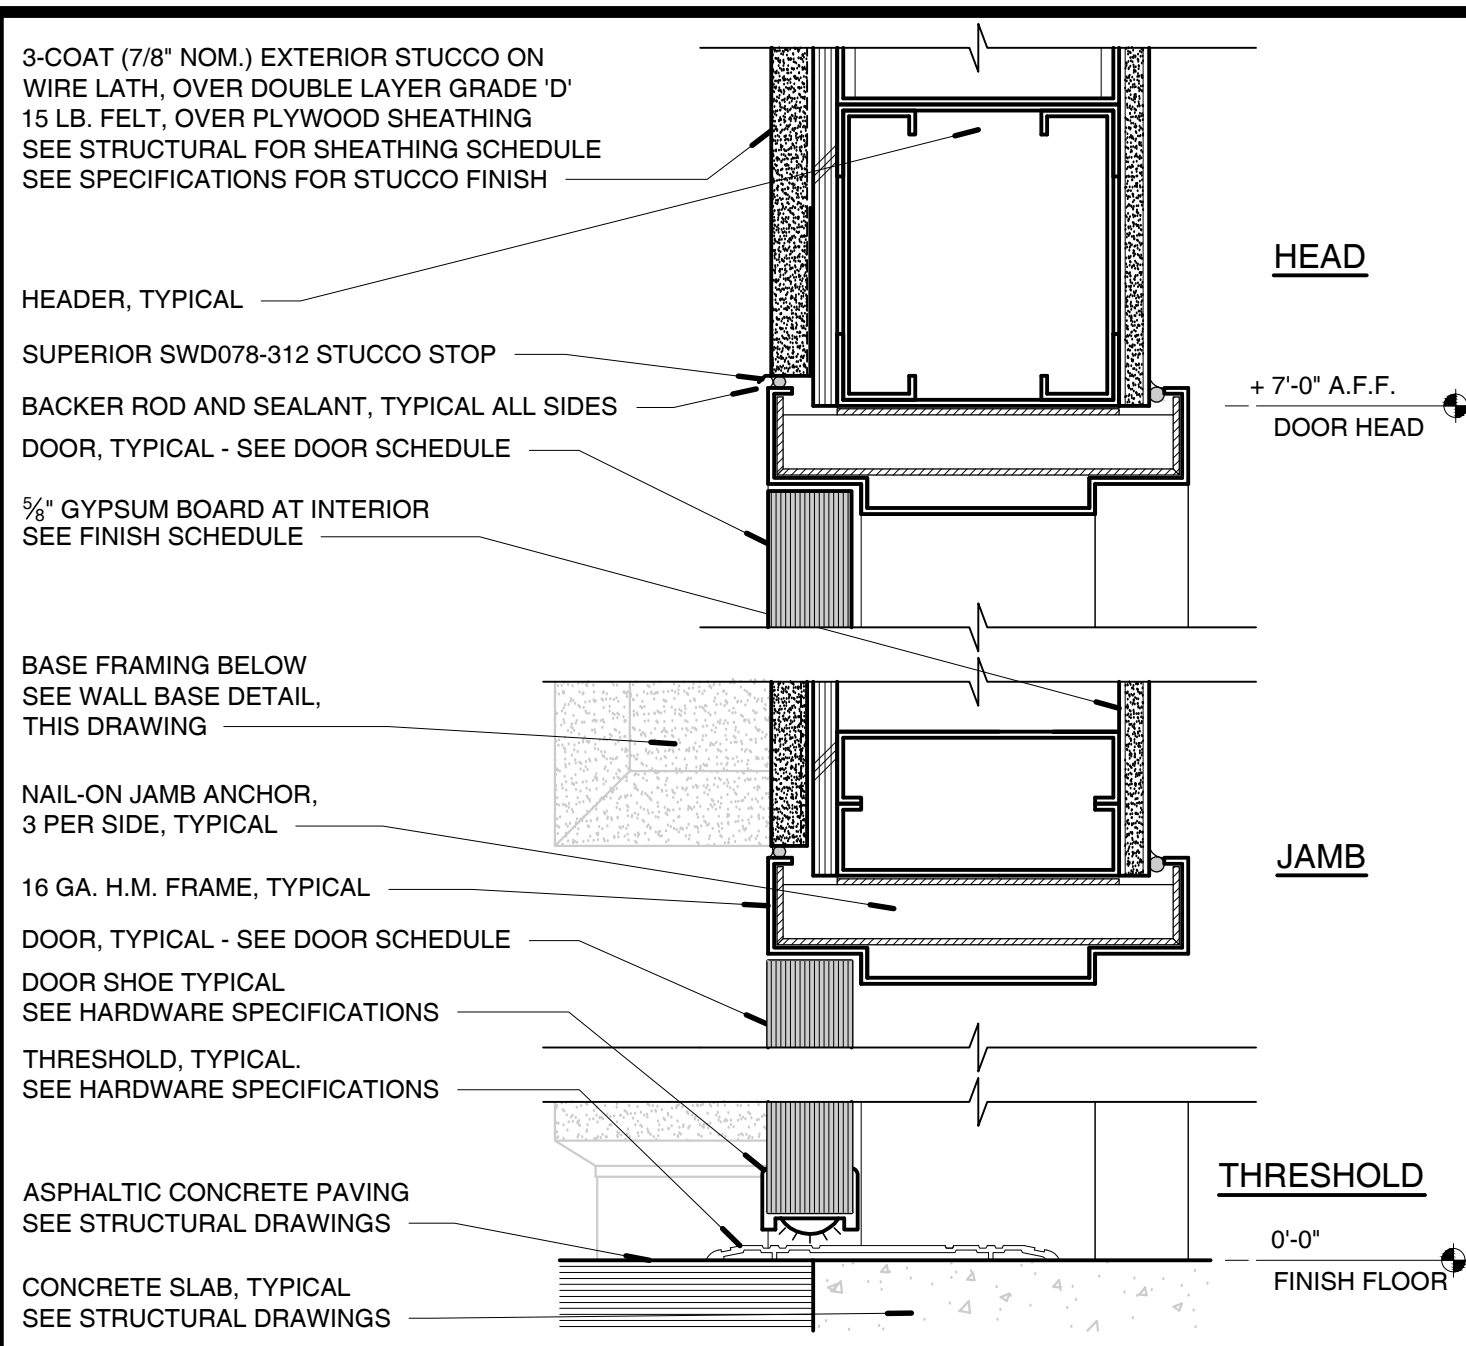 3-COAT (7/8" NOM.) EXTERIOR STUCCO ON
WIRE LATH, OVER DOUBLE LAYER GRADE 'D'
15 LB. FELT, OVER PLYWOOD SHEATHING
SEE STRUCTURAL FOR SHEATHING SCHEDULE
SEE SPECIFICATIONS FOR STUCCO FINISH
HEAD
HEADER, TYPICAL
SUPERIOR SWD078-312 STUCCO STOP
+ 7'-0" A.F.F.
BACKER ROD AND SEALANT, TYPICAL ALL SIDES
DOOR HEAD
DOOR, TYPICAL - SEE DOOR SCHEDULE
⅝" GYPSUM BOARD AT INTERIOR
SEE FINISH SCHEDULE
BASE FRAMING BELOW
SEE WALL BASE DETAIL,
THIS DRAWING
NAIL-ON JAMB ANCHOR,
3 PER SIDE, TYPICAL
JAMB
16 GA. H.M. FRAME, TYPICAL
DOOR, TYPICAL - SEE DOOR SCHEDULE
DOOR SHOE TYPICAL
SEE HARDWARE SPECIFICATIONS
THRESHOLD, TYPICAL.
SEE HARDWARE SPECIFICATIONS
THRESHOLD
ASPHALTIC CONCRETE PAVING
SEE STRUCTURAL DRAWINGS
0'-0"
FINISH FLOOR
CONCRETE SLAB, TYPICAL
SEE STRUCTURAL DRAWINGS